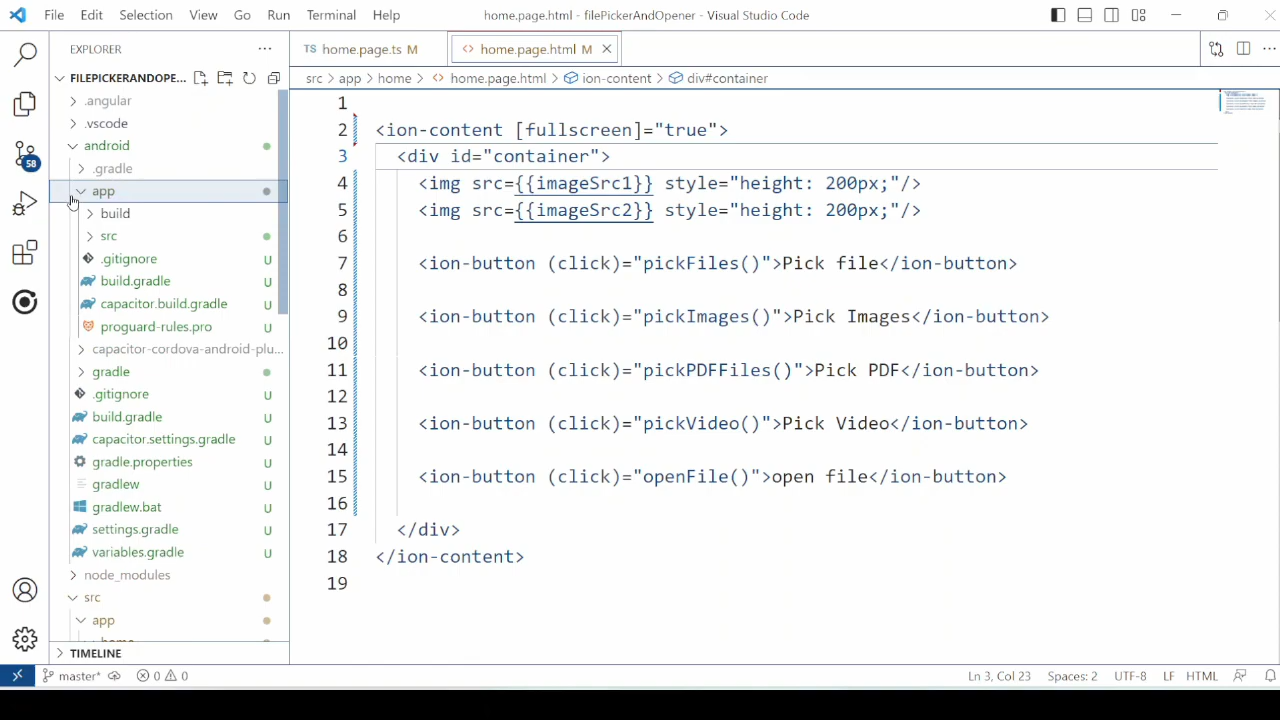 File Edit Selection View Go Run Terminal Help home.page.html - filePickerAndOpener - Visual Studio Code
EXPLORER
FILEPICKERANDOPE...
.angular
.vscode
android
.gradle
app
build
src
.gitignore U
build.gradle U
capacitor.build.gradle U
proguard-rules.pro U
capacitor-cordova-android-plu...
gradle
.gitignore U
build.gradle U
capacitor.settings.gradle U
gradle.properties U
gradlew U
gradlew.bat U
settings.gradle U
variables.gradle U
node_modules
src
app
TIMELINE
58
TS home.page.ts M
<> home.page.html M
src > app > home > <> home.page.html > ion-content > div#container
1
2 <ion-content [fullscreen]="true">
3 <div id="container">
4 <img src={{imageSrc1}} style="height: 200px;"/>
5 <img src={{imageSrc2}} style="height: 200px;"/>
6
7 <ion-button (click)="pickFiles()">Pick file</ion-button>
8
9 <ion-button (click)="pickImages()">Pick Images</ion-button>
10
11 <ion-button (click)="pickPDFFiles()">Pick PDF</ion-button>
12
13 <ion-button (click)="pickVideo()">Pick Video</ion-button>
14
15 <ion-button (click)="openFile()">open file</ion-button>
16
17 </div>
18 </ion-content>
19
master* 0 0 Ln 3, Col 23 Spaces: 2 UTF-8 LF HTML